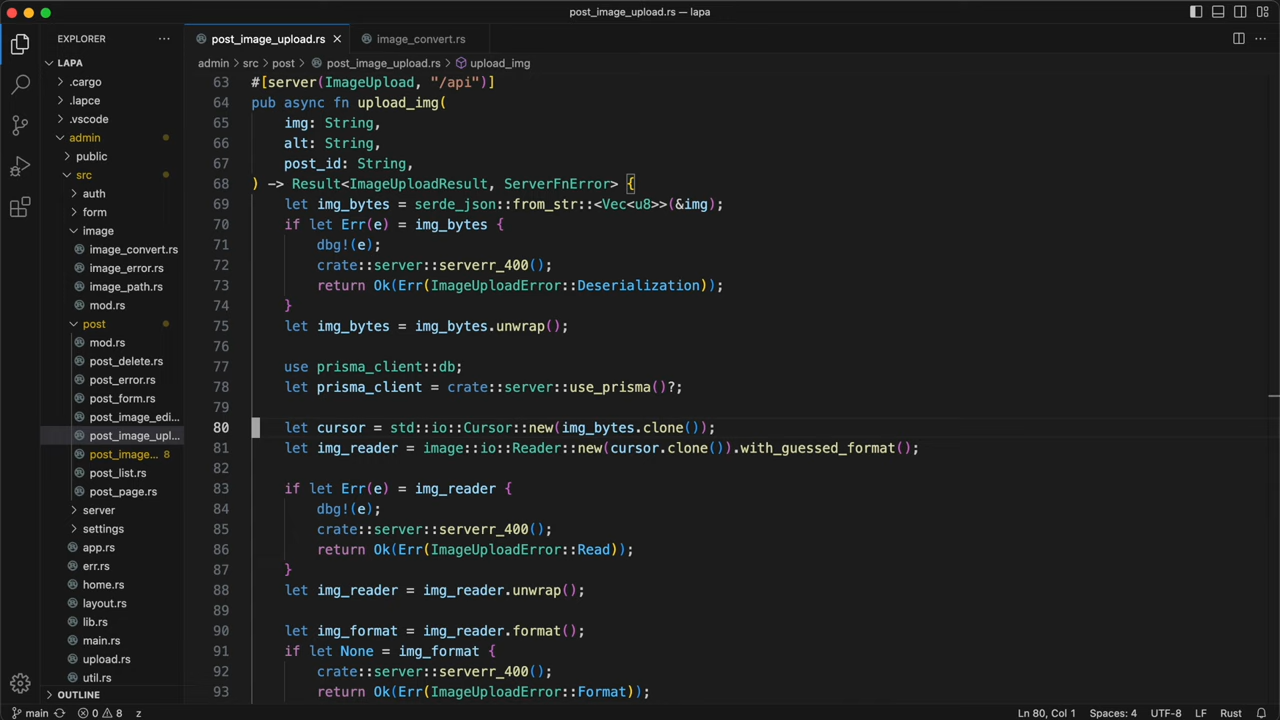 post_image_upload.rs — lapa
EXPLORER
LAPA
.cargo
.lapce
.vscode
admin
public
src
auth
form
image
image_convert.rs
image_error.rs
image_path.rs
mod.rs
post
mod.rs
post_delete.rs
post_error.rs
post_form.rs
post_image_edi...
post_image_upl...
post_image... 8
post_list.rs
post_page.rs
server
settings
app.rs
err.rs
home.rs
layout.rs
lib.rs
main.rs
upload.rs
util.rs
OUTLINE
post_image_upload.rs
image_convert.rs
admin > src > post > post_image_upload.rs > upload_img
63 #[server(ImageUpload, "/api")]
64 pub async fn upload_img(
65     img: String,
66     alt: String,
67     post_id: String,
68 ) -> Result<ImageUploadResult, ServerFnError> {
69     let img_bytes = serde_json::from_str::<Vec<u8>>(&img);
70     if let Err(e) = img_bytes {
71         dbg!(e);
72         crate::server::serverr_400();
73         return Ok(Err(ImageUploadError::Deserialization));
74     }
75     let img_bytes = img_bytes.unwrap();
76
77     use prisma_client::db;
78     let prisma_client = crate::server::use_prisma()?;
79
80     let cursor = std::io::Cursor::new(img_bytes.clone());
81     let img_reader = image::io::Reader::new(cursor.clone()).with_guessed_format();
82
83     if let Err(e) = img_reader {
84         dbg!(e);
85         crate::server::serverr_400();
86         return Ok(Err(ImageUploadError::Read));
87     }
88     let img_reader = img_reader.unwrap();
89
90     let img_format = img_reader.format();
91     if let None = img_format {
92         crate::server::serverr_400();
93         return Ok(Err(ImageUploadError::Format));
main 0 8 z
Ln 80, Col 1 Spaces: 4 UTF-8 LF Rust